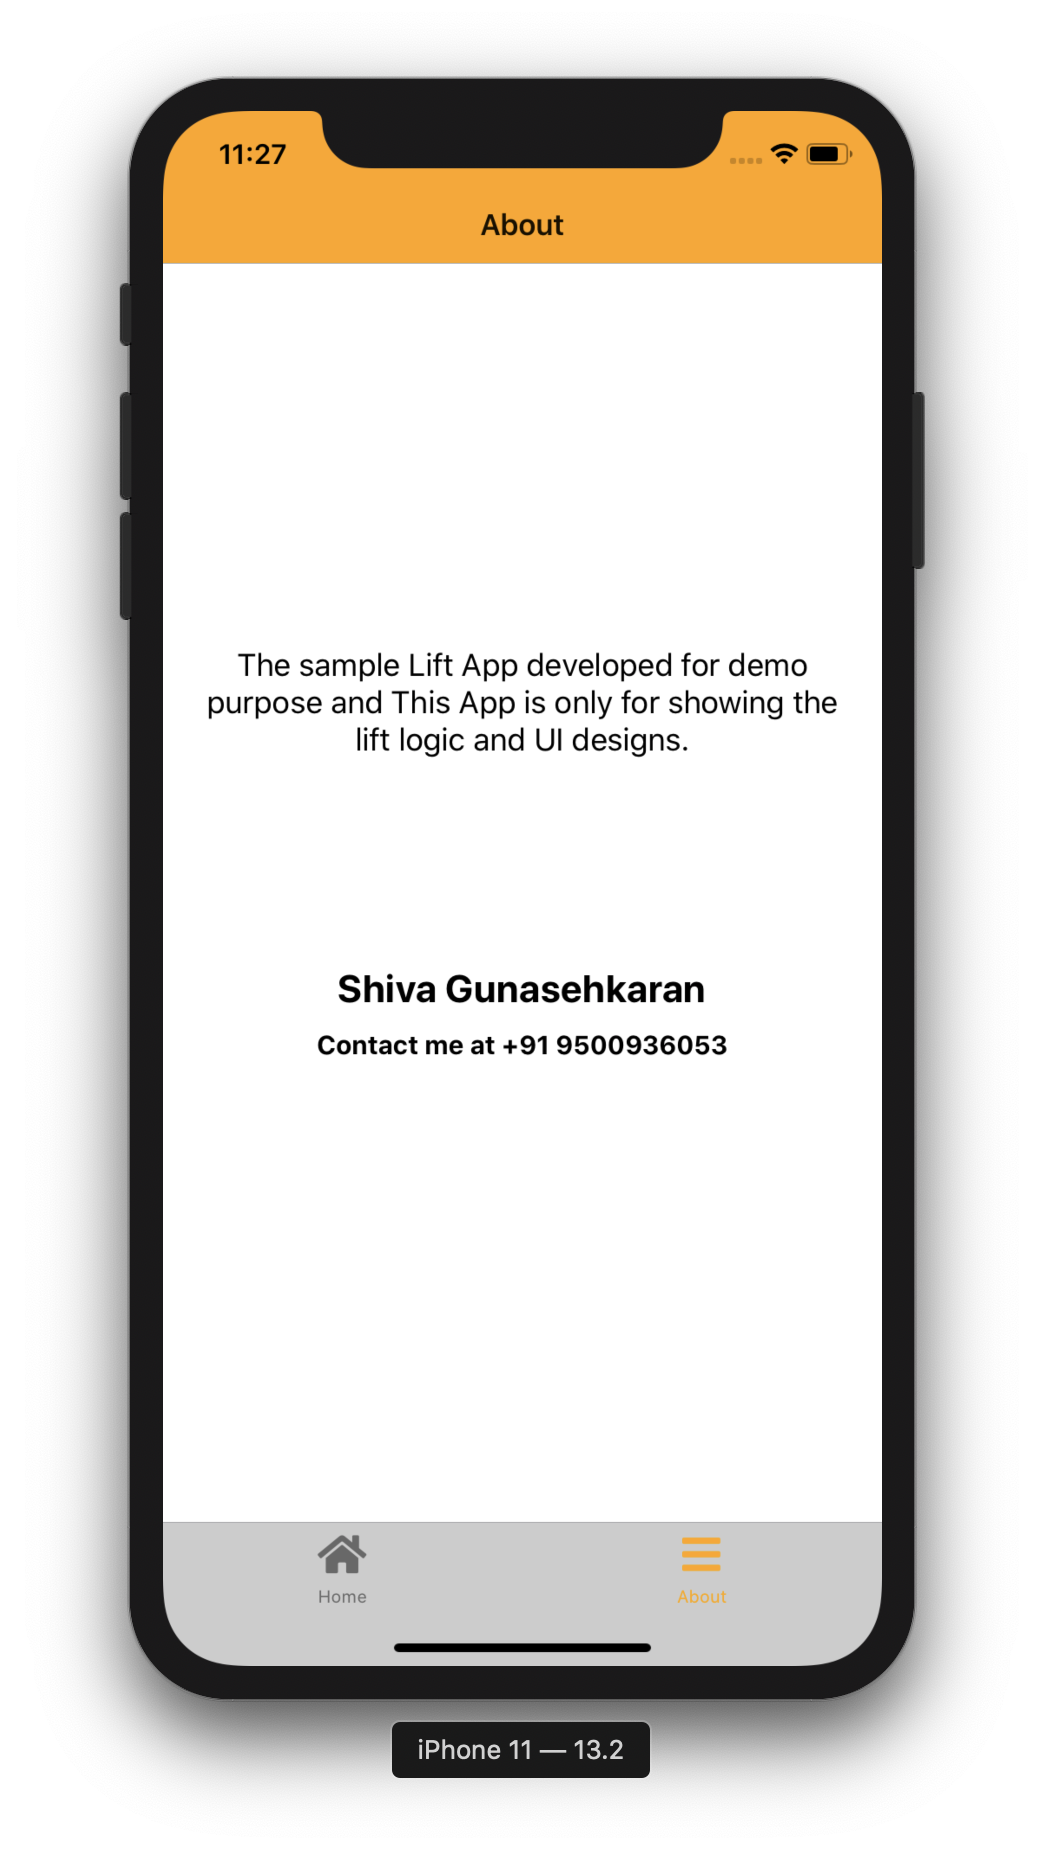 11:27
About
The sample Lift App developed for demo
purpose and This App is only for showing the
lift logic and UI designs.
Shiva Gunasehkaran
Contact me at +91 9500936053
Home
About
iPhone 11 — 13.2